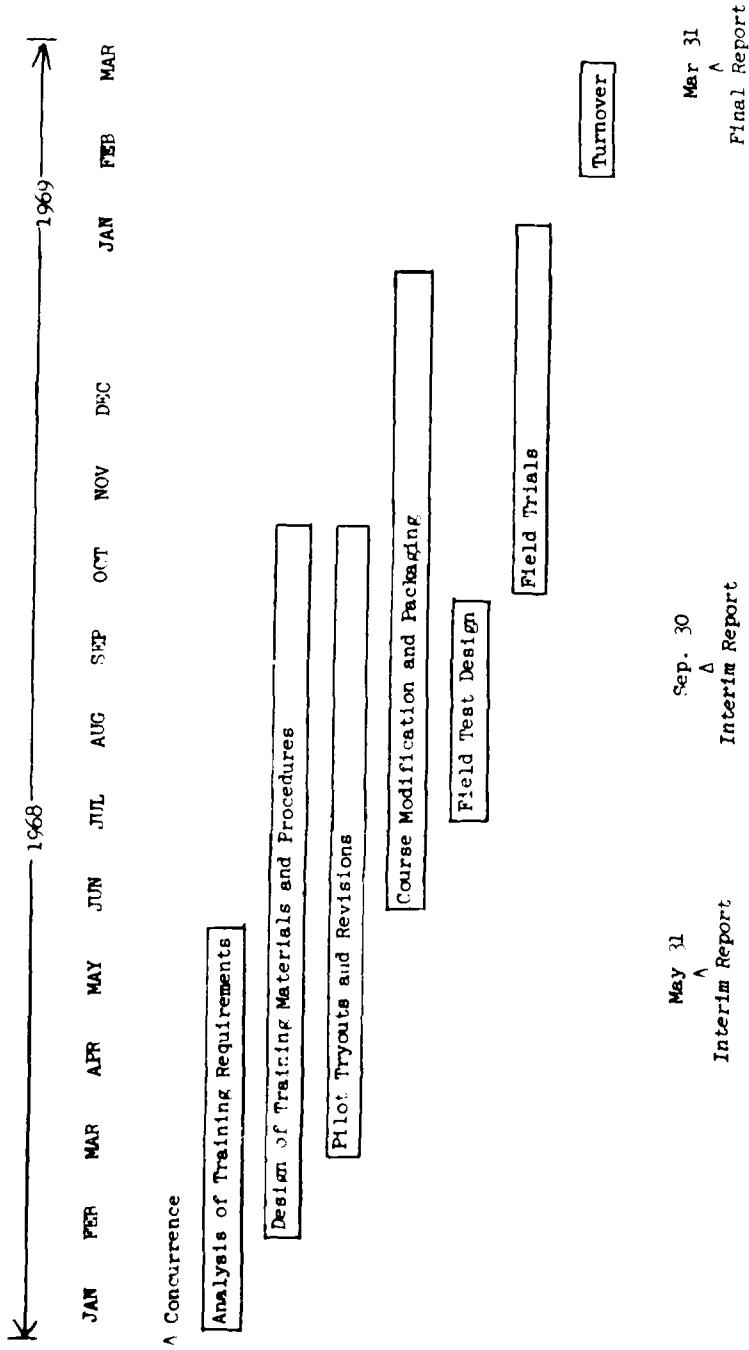 1968 1969
JAN FEB MAR APR MAY JUN JUL AUG SEP OCT NOV DEC JAN FEB MAR
Λ Concurrence
Analysis of Training Requirements
Design of Training Materials and Procedures
Pilot Tryouts and Revisions
Course Modification and Packaging
Field Test Design
Field Trials
Turnover
May 31 Sep. 30 Mar 31
Λ Δ Λ
Interim Report Interim Report Final Report